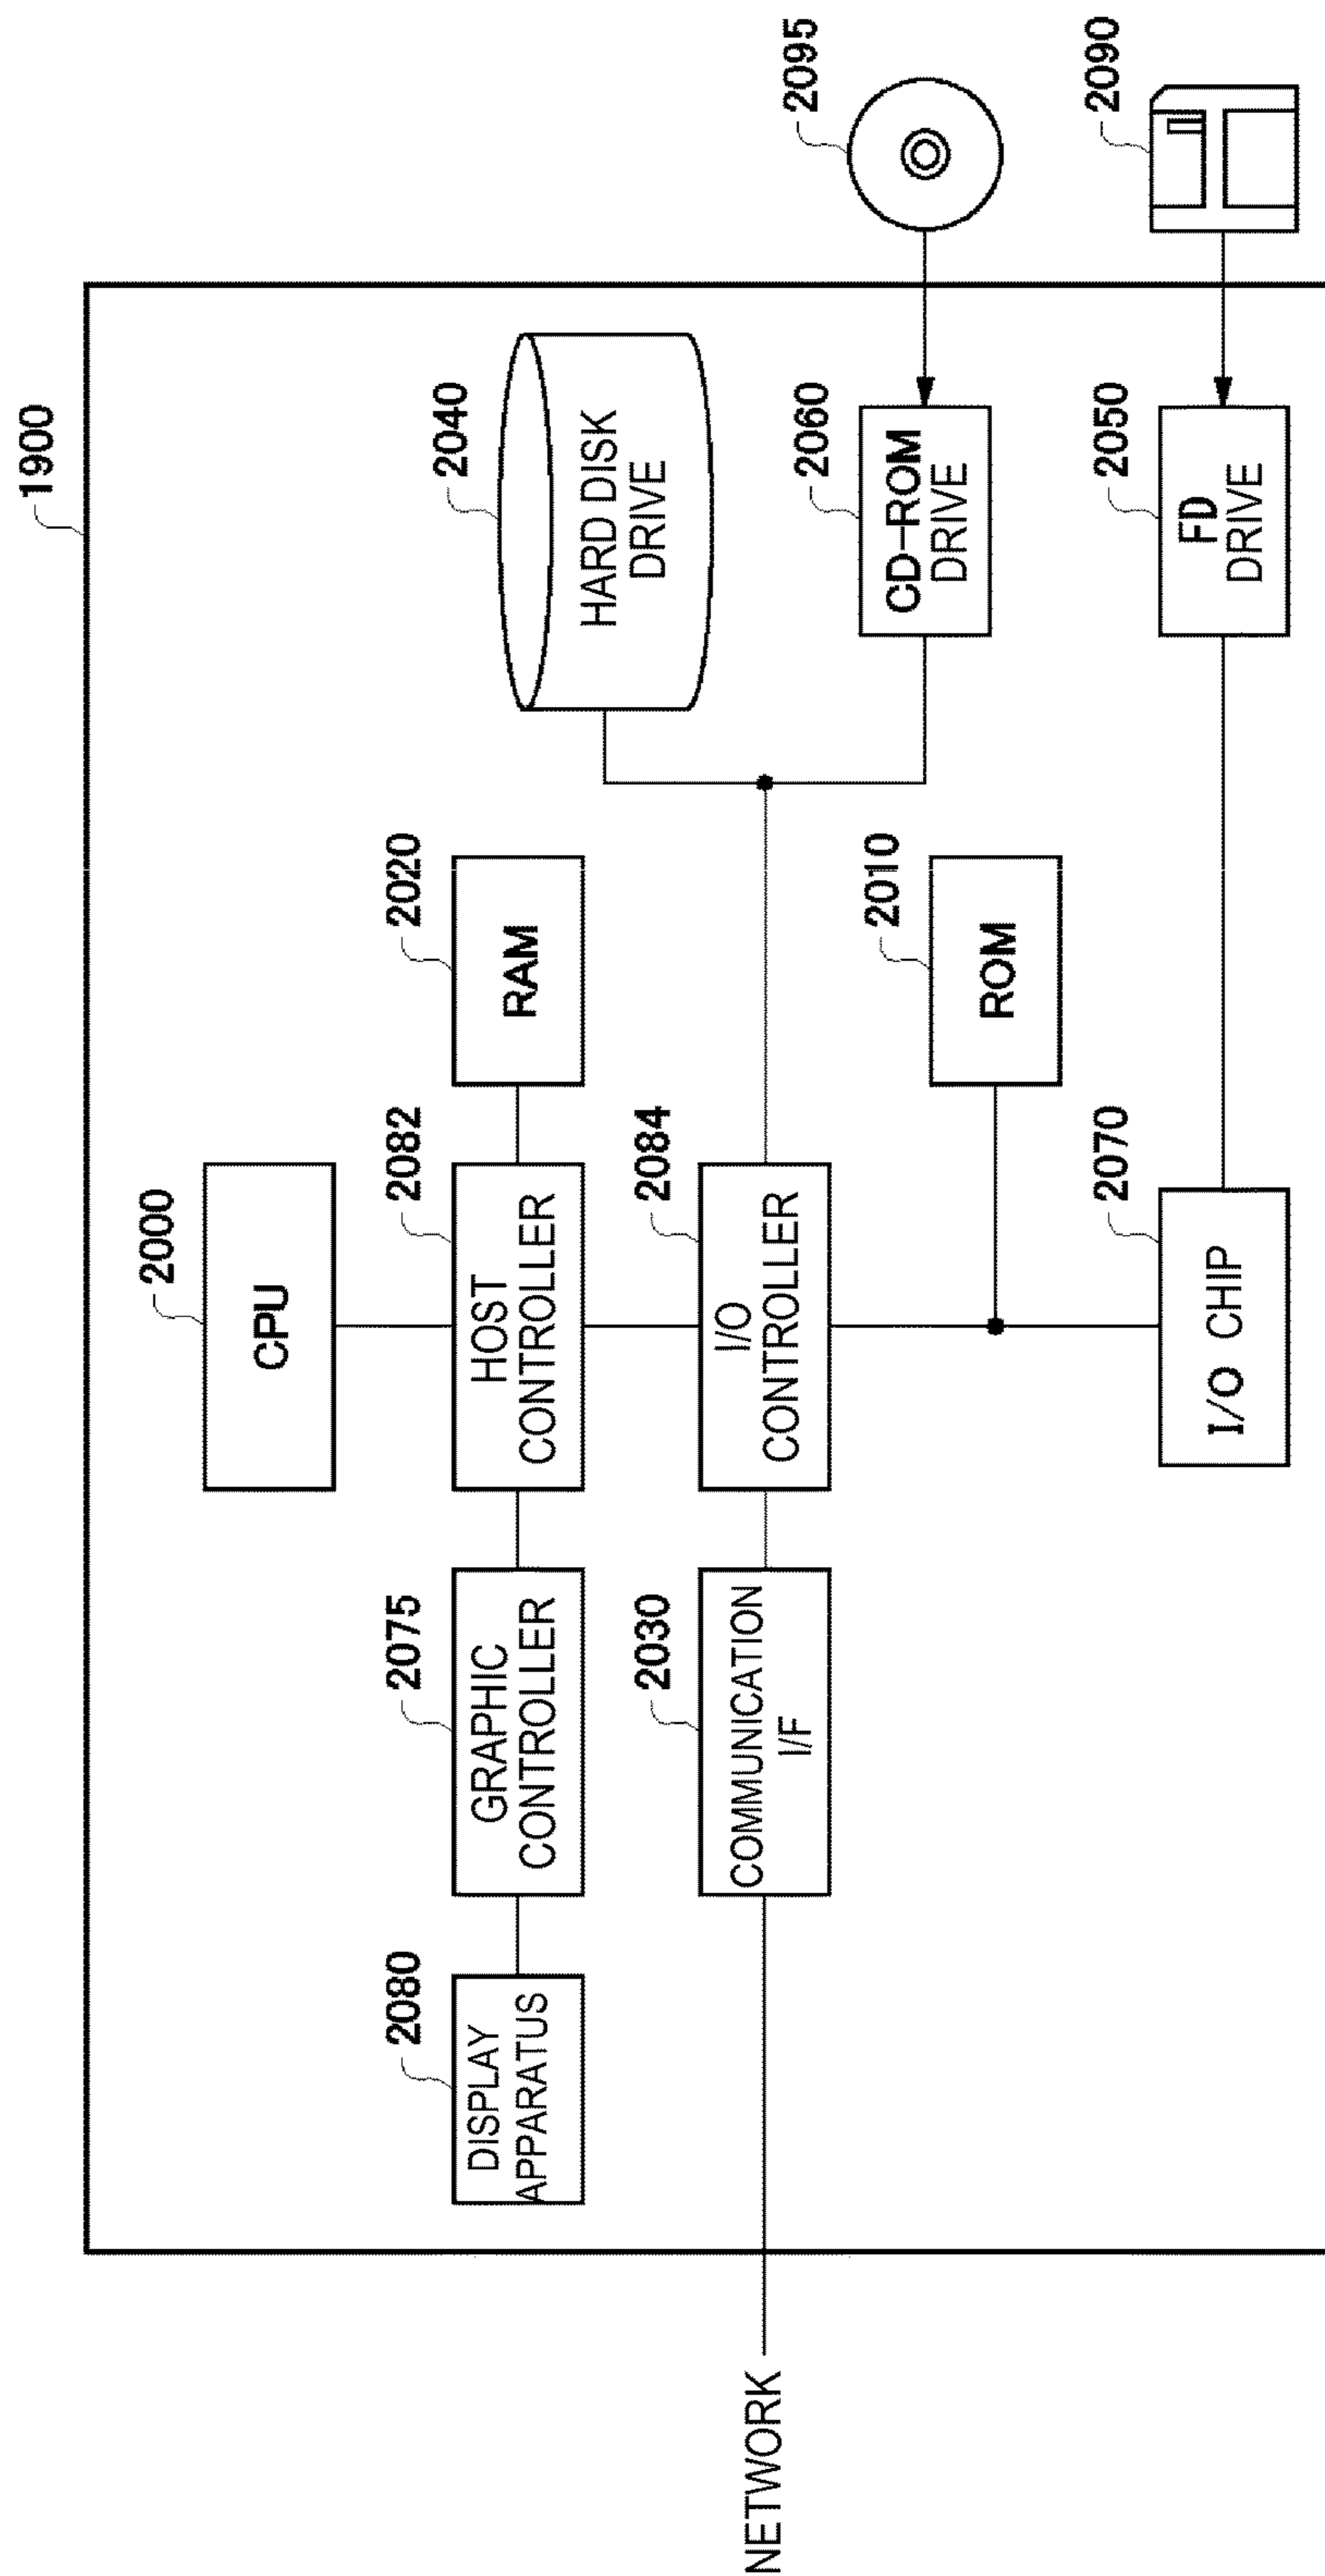 1900
2000
CPU
2080
DISPLAY
APPARATUS
2075
GRAPHIC
CONTROLLER
2082
HOST
CONTROLLER
2020
RAM
2040
HARD DISK
DRIVE
NETWORK
2030
COMMUNICATION
I/F
2084
I/O
CONTROLLER
2060
CD-ROM
DRIVE
2095
2010
ROM
2070
I/O CHIP
2050
FD
DRIVE
2090